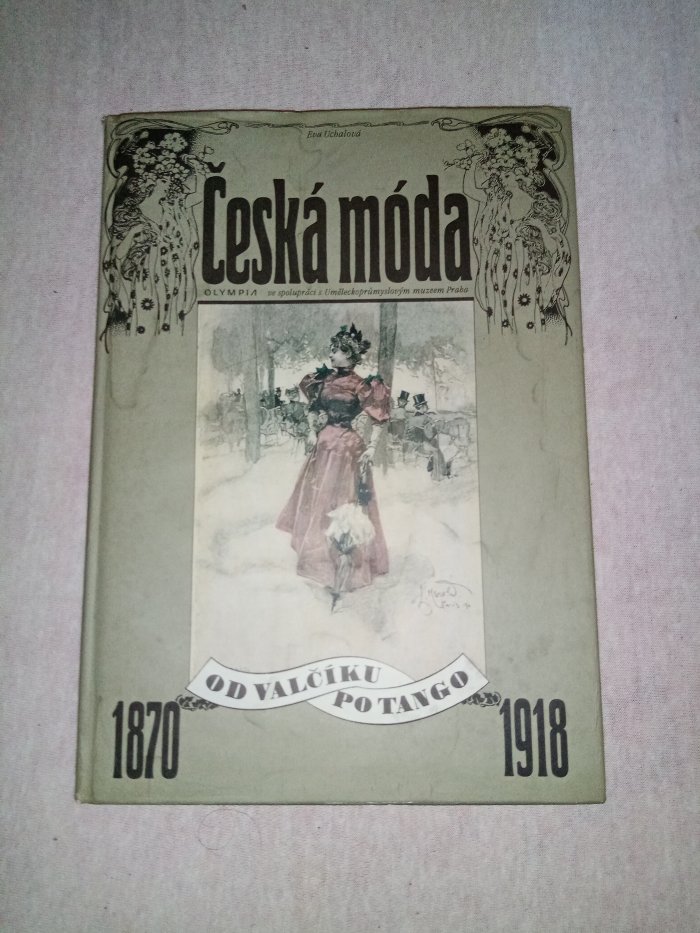 Eva Uchalová
Česká móda
OLYMPIA ve spolupráci s Uměleckoprůmyslovým muzeem Praha
OD VALČÍKU
PO TANGO
1870
1918